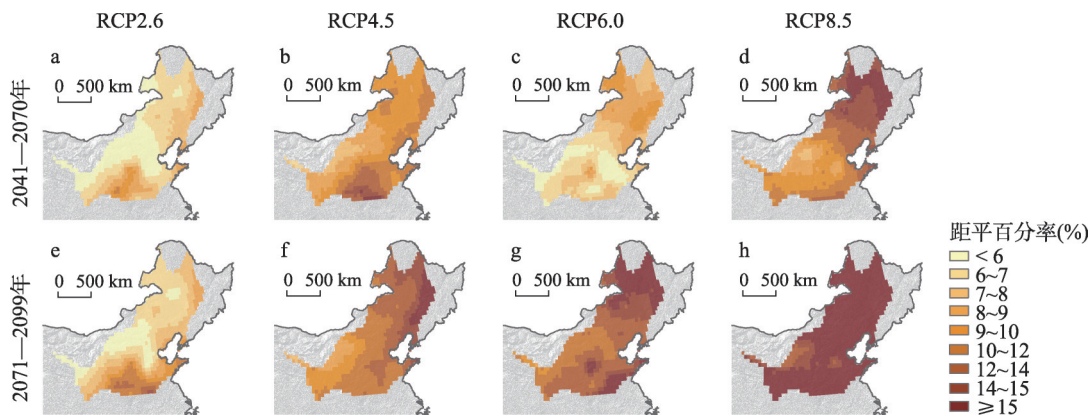 RCP2.6 RCP4.5 RCP6.0 RCP8.5
2041—2070年
a b c d
0 500 km 0 500 km 0 500 km 0 500 km
2071—2099年
e f g h
0 500 km 0 500 km 0 500 km 0 500 km
距平百分率(%)
< 6
6~7
7~8
8~9
9~10
10~12
12~14
14~15
≥15